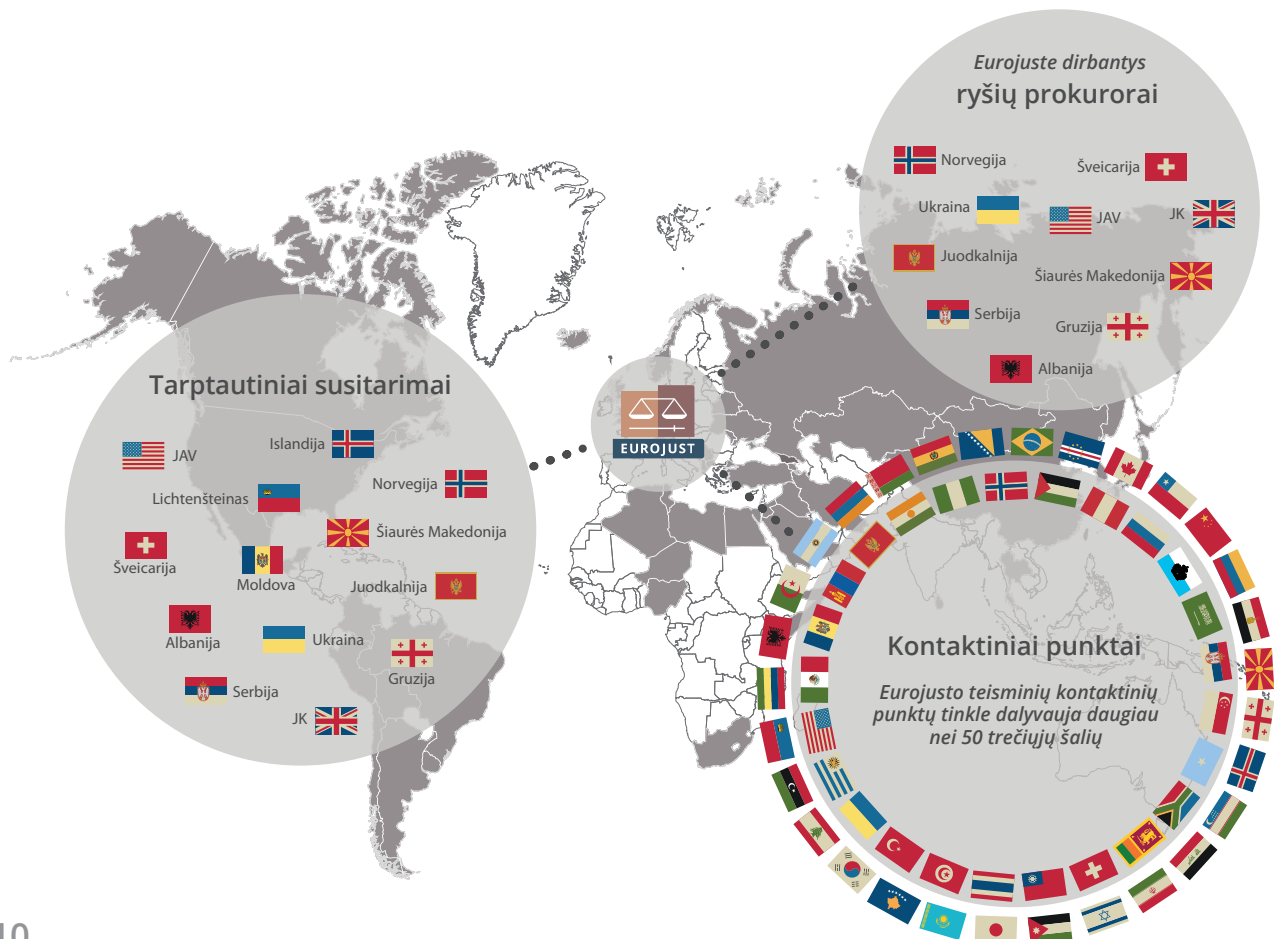 Eurojuste dirbantys
ryšių prokurorai
Norvegija
Šveicarija
Ukraina
JAV
JK
Juodkalnija
Šiaurės Makedonija
Serbija
Gruzija
Albanija
EUROJUST
Tarptautiniai susitarimai
JAV
Islandija
Norvegija
Lichtenšteinas
Šiaurės Makedonija
Šveicarija
Moldova
Juodkalnija
Albanija
Ukraina
Gruzija
Serbija
JK
Kontaktiniai punktai
Eurojusto teisminių kontaktinių
punktų tinkle dalyvauja daugiau
nei 50 trečiųjų šalių
10